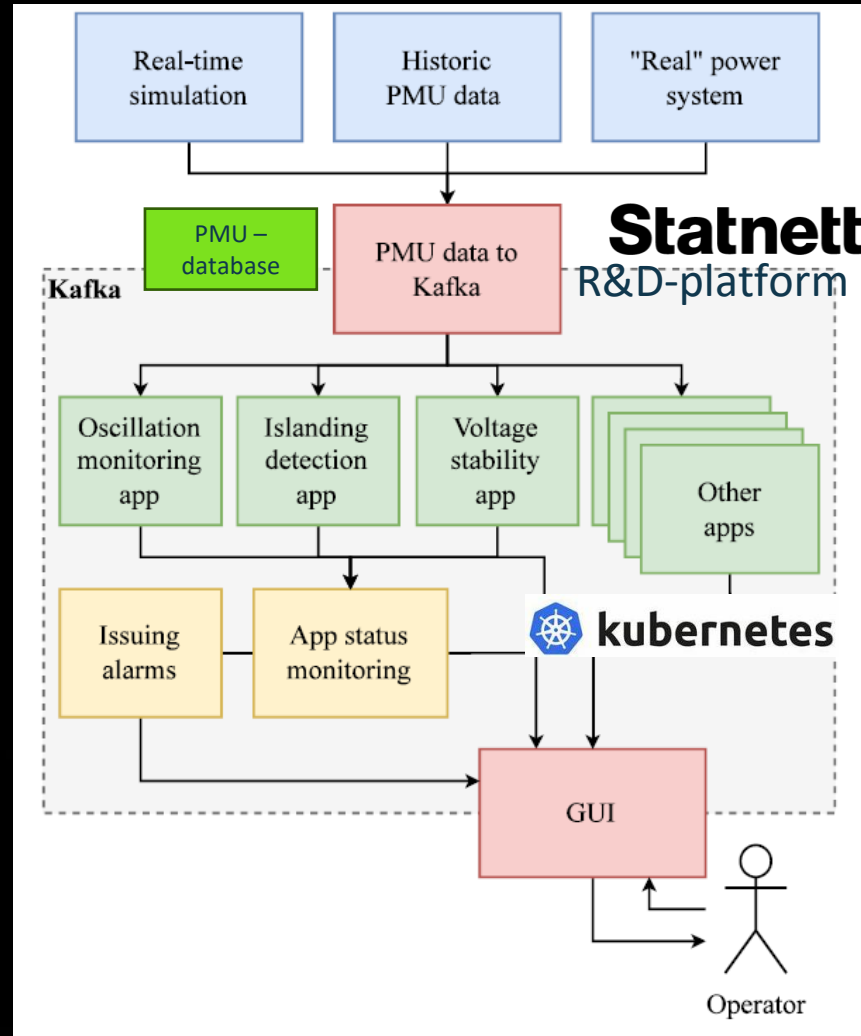 Real-time
simulation
Historic
PMU data
"Real" power
system
PMU –
database
PMU data to
Kafka
Statnett
R&D-platform
Kafka
Oscillation
monitoring
app
Islanding
detection
app
Voltage
stability
app
Other
apps
Issuing
alarms
App status
monitoring
kubernetes
GUI
Operator